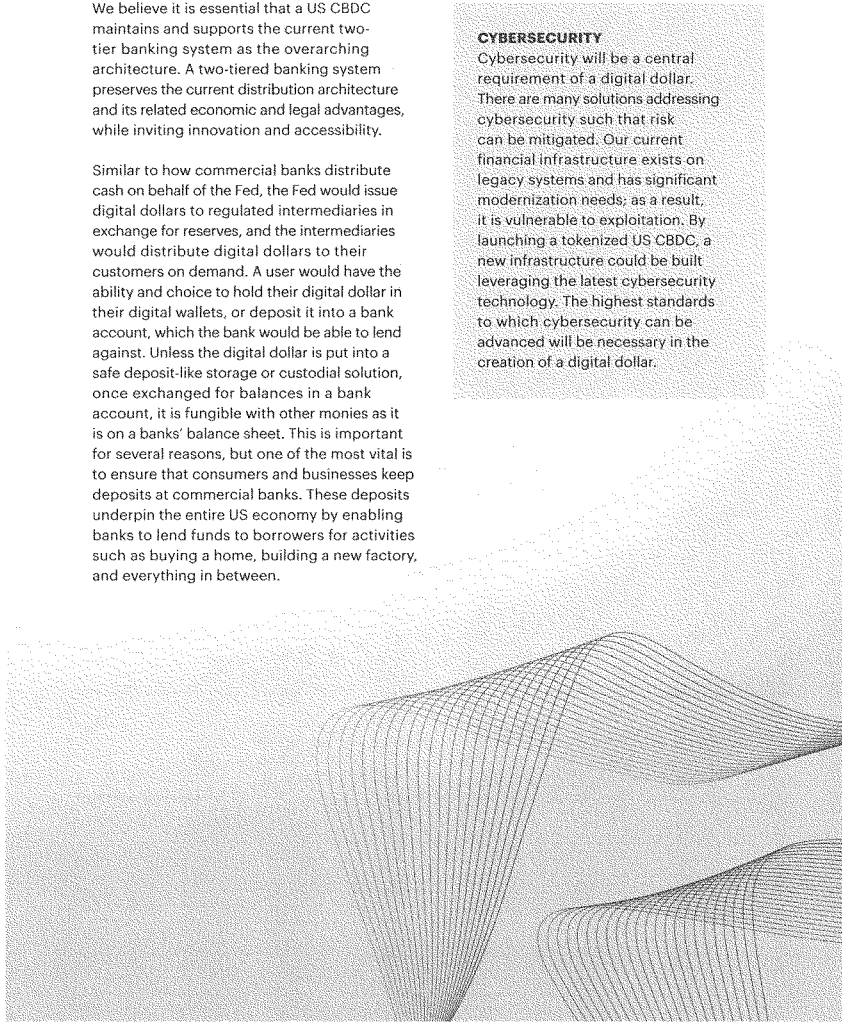 We believe it is essential that a US CBDC
maintains and supports the current two-
tier banking system as the overarching
architecture. A two-tiered banking system
preserves the current distribution architecture
and its related economic and legal advantages,
while inviting innovation and accessibility.
Similar to how commercial banks distribute
cash on behalf of the Fed, the Fed would issue
digital dollars to regulated intermediaries in
exchange for reserves, and the intermediaries
would distribute digital dollars to their
customers on demand. A user would have the
ability and choice to hold their digital dollar in
their digital wallets, or deposit it into a bank
account, which the bank would be able to lend
against. Unless the digital dollar is put into a
safe deposit-like storage or custodial solution,
once exchanged for balances in a bank
account, it is fungible with other monies as it
is on a banks' balance sheet. This is important
for several reasons, but one of the most vital is
to ensure that consumers and businesses keep
deposits at commercial banks. These deposits
underpin the entire US economy by enabling
banks to lend funds to borrowers for activities
such as buying a home, building a new factory,
and everything in between.
CYBERSECURITY
Cybersecurity will be a central
requirement of a digital dollar.
There are many solutions addressing
cybersecurity such that risk
can be mitigated. Our current
financial infrastructure exists on
legacy systems and has significant
modernization needs; as a result,
it is vulnerable to exploitation. By
launching a tokenized US CBDC, a
new infrastructure could be built
leveraging the latest cybersecurity
technology. The highest standards
to which cybersecurity can be
advanced will be necessary in the
creation of a digital dollar.